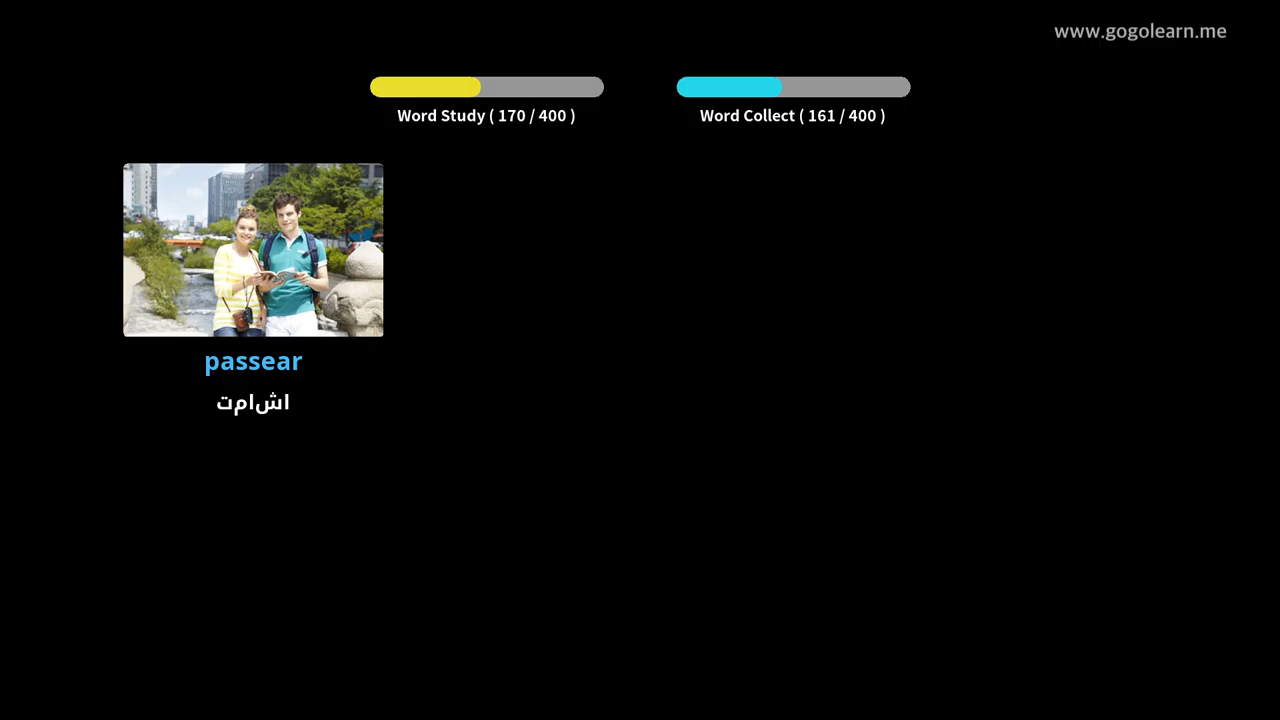 www.gogolearn.me
Word Study ( 170 / 400 )
Word Collect ( 161 / 400 )
passear
اشامت